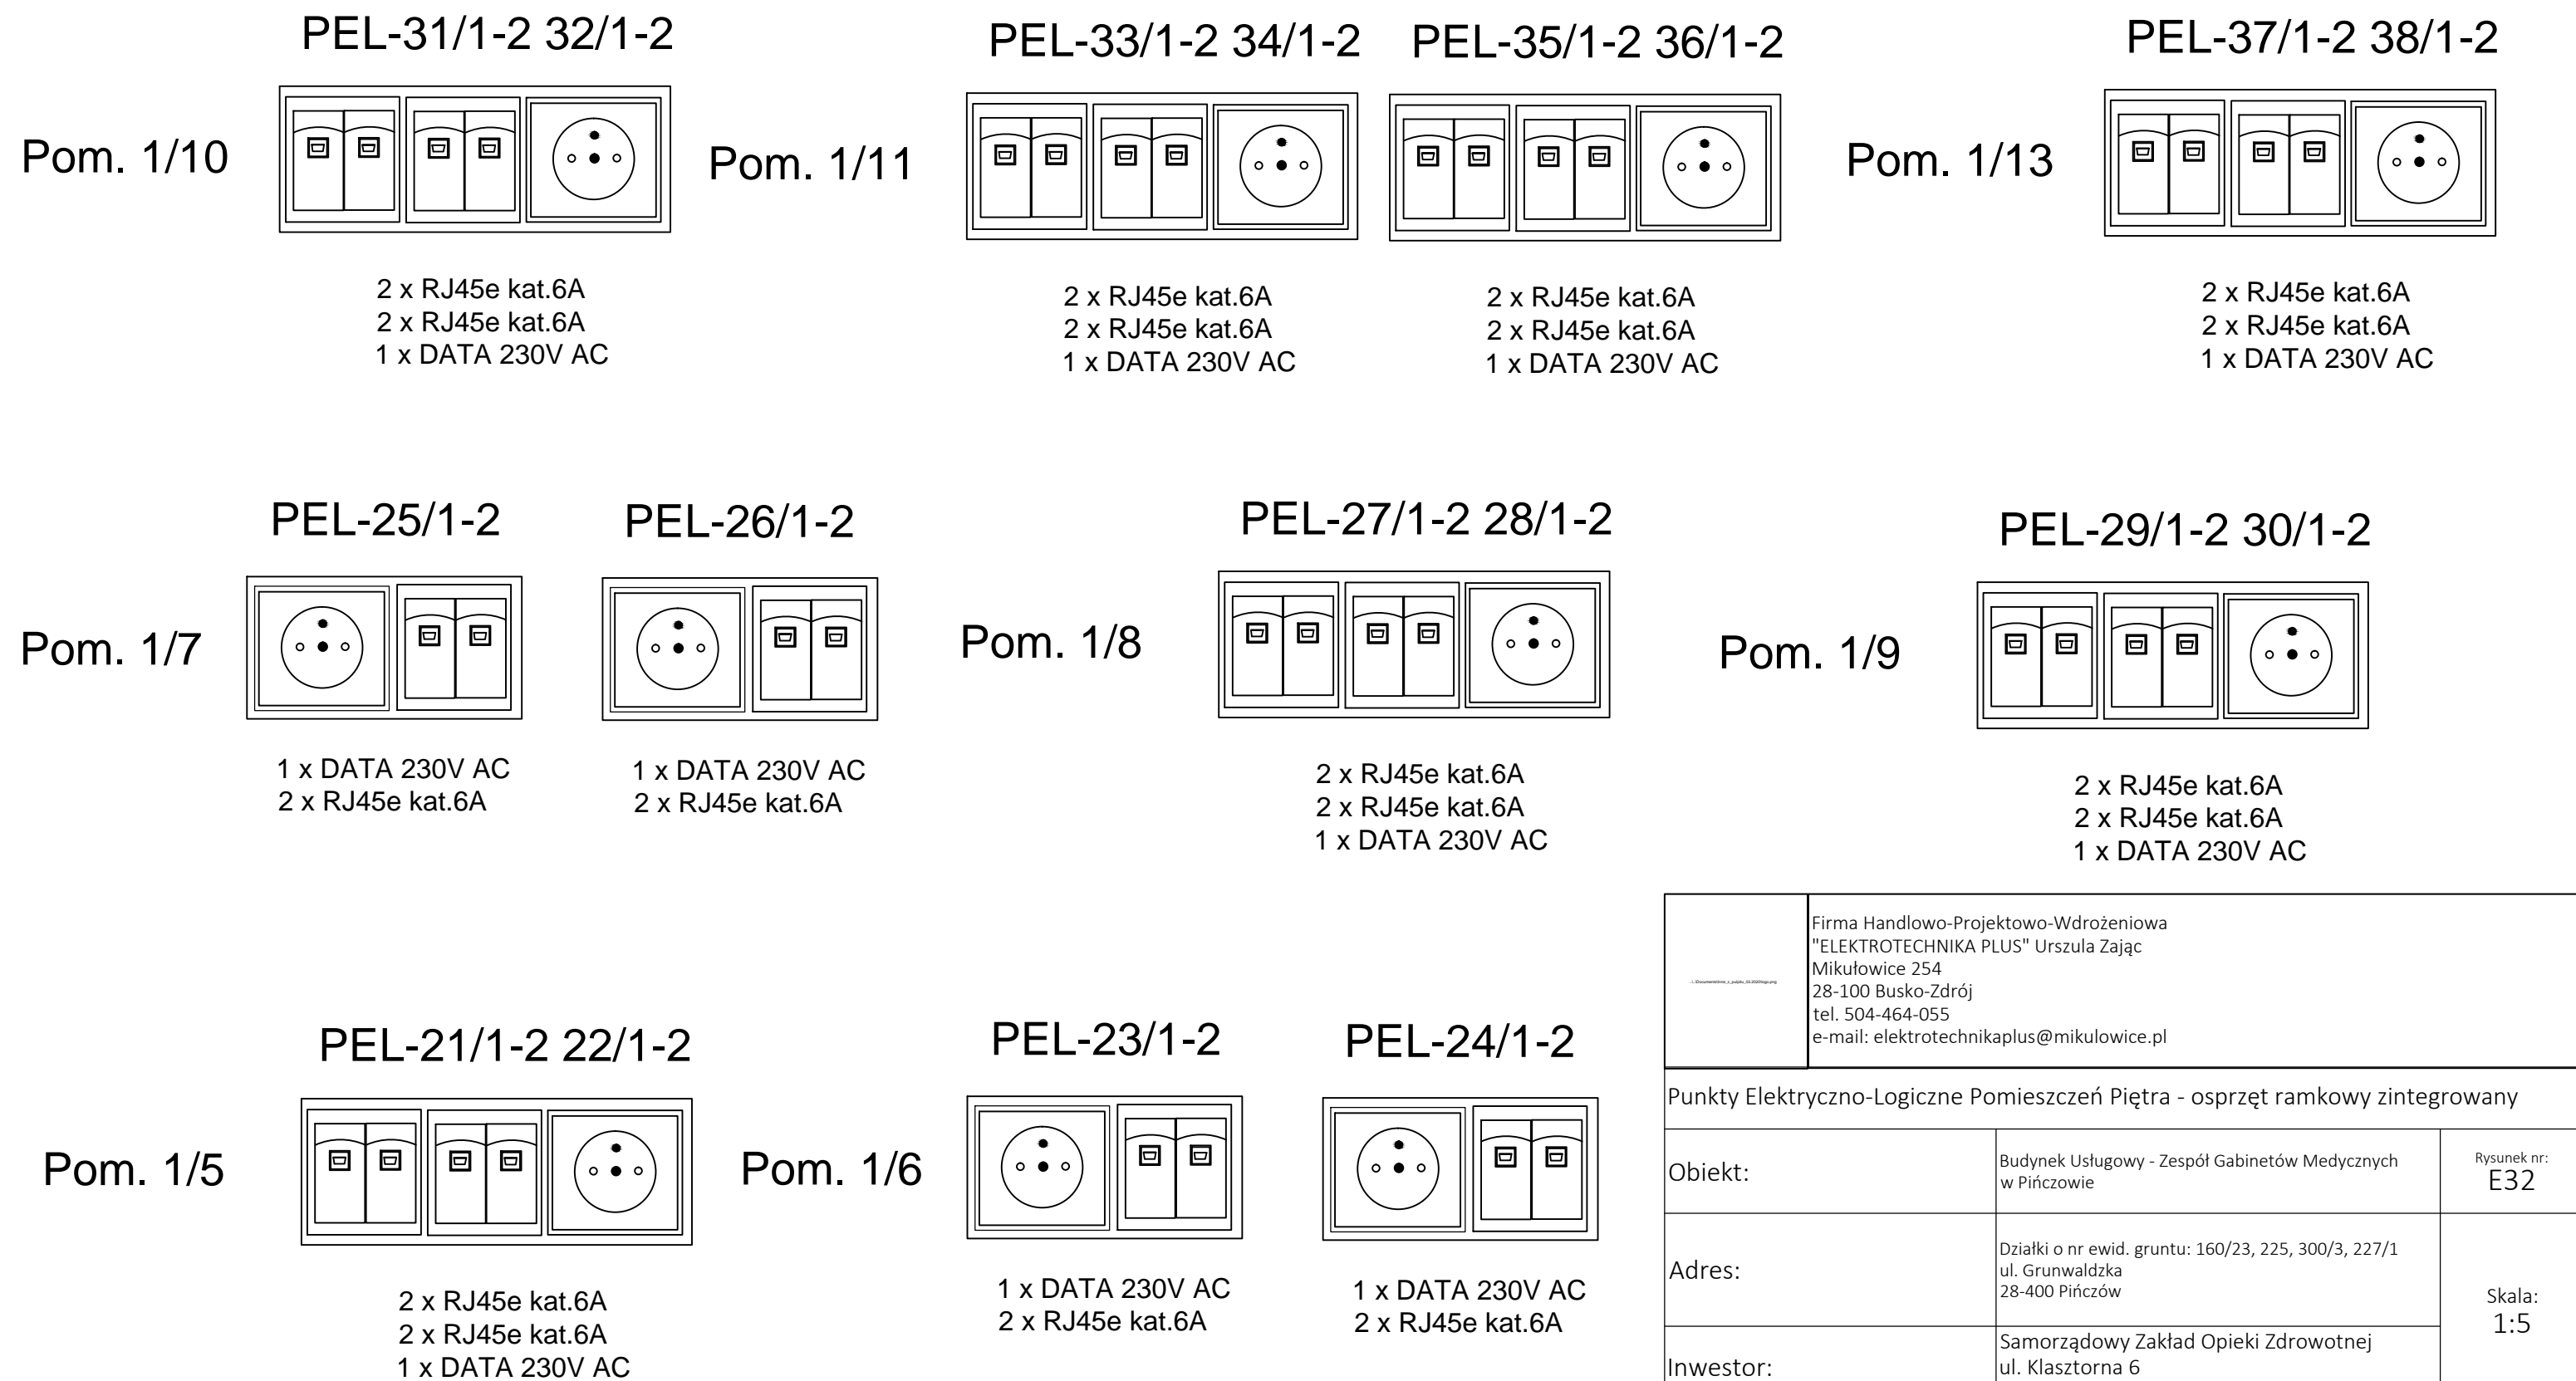 PEL-31/1-2 32/1-2
Pom. 1/10
2 x RJ45e kat.6A
2 x RJ45e kat.6A
1 x DATA 230V AC
PEL-33/1-2 34/1-2
Pom. 1/11
2 x RJ45e kat.6A
2 x RJ45e kat.6A
1 x DATA 230V AC
PEL-35/1-2 36/1-2
2 x RJ45e kat.6A
2 x RJ45e kat.6A
1 x DATA 230V AC
PEL-37/1-2 38/1-2
Pom. 1/13
2 x RJ45e kat.6A
2 x RJ45e kat.6A
1 x DATA 230V AC
PEL-25/1-2
Pom. 1/7
1 x DATA 230V AC
2 x RJ45e kat.6A
PEL-26/1-2
1 x DATA 230V AC
2 x RJ45e kat.6A
PEL-27/1-2 28/1-2
Pom. 1/8
2 x RJ45e kat.6A
2 x RJ45e kat.6A
1 x DATA 230V AC
PEL-29/1-2 30/1-2
Pom. 1/9
2 x RJ45e kat.6A
2 x RJ45e kat.6A
1 x DATA 230V AC
PEL-21/1-2 22/1-2
Pom. 1/5
2 x RJ45e kat.6A
2 x RJ45e kat.6A
1 x DATA 230V AC
PEL-23/1-2
Pom. 1/6
1 x DATA 230V AC
2 x RJ45e kat.6A
PEL-24/1-2
1 x DATA 230V AC
2 x RJ45e kat.6A
Firma Handlowo-Projektowo-Wdrożeniowa
"ELEKTROTECHNIKA PLUS" Urszula Zając
Mikułowice 254
28-100 Busko-Zdrój
tel. 504-464-055
e-mail: elektrotechnikaplus@mikulowice.pl
Punkty Elektryczno-Logiczne Pomieszczeń Piętra - osprzęt ramkowy zintegrowany
Obiekt:
Budynek Usługowy - Zespół Gabinetów Medycznych
w Pińczowie
Rysunek nr:
E32
Adres:
Działki o nr ewid. gruntu: 160/23, 225, 300/3, 227/1
ul. Grunwaldzka
28-400 Pińczów
Skala:
1:5
Inwestor:
Samorządowy Zakład Opieki Zdrowotnej
ul. Klasztorna 6